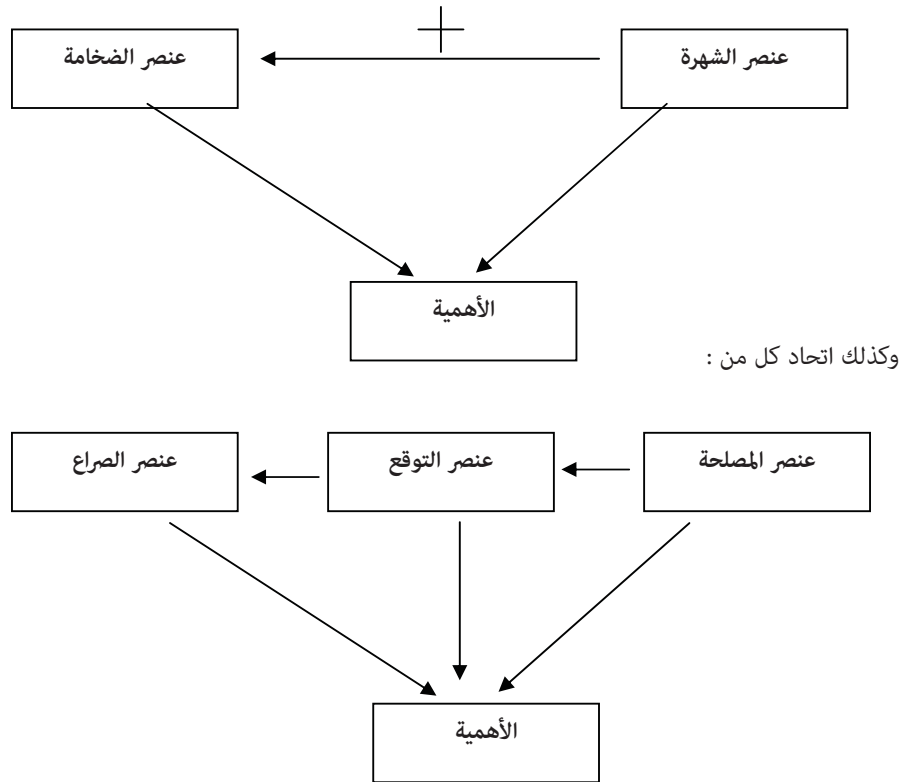 عنصر الشهرة
عنصر الضخامة
الأهمية
وكذلك اتحاد كل من :
عنصر المصلحة
عنصر التوقع
عنصر الصراع
الأهمية